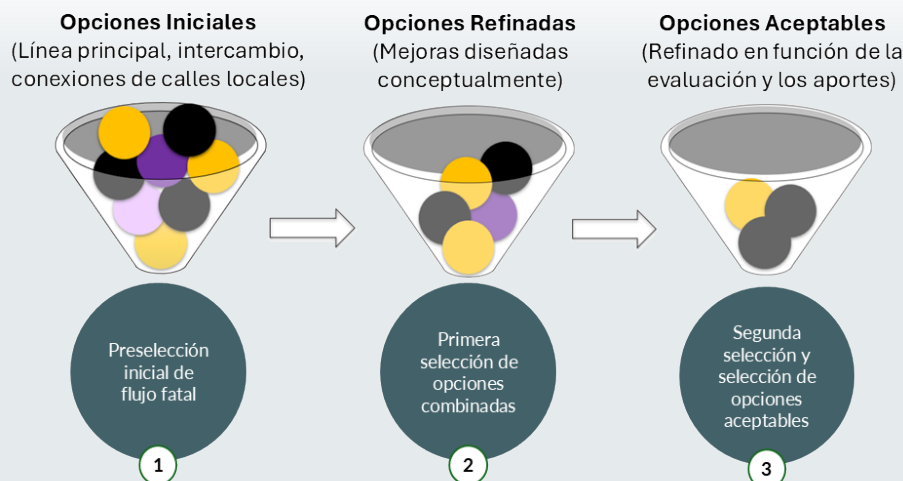 Opciones Iniciales
(Línea principal, intercambio,
conexiones de calles locales)
Opciones Refinadas
(Mejoras diseñadas
conceptualmente)
Opciones Aceptables
(Refinado en función de la
evaluación y los aportes)
Preselección
inicial de
flujo fatal
1
Primera
selección de
opciones
combinadas
2
Segunda
selección y
selección de
opciones
aceptables
3